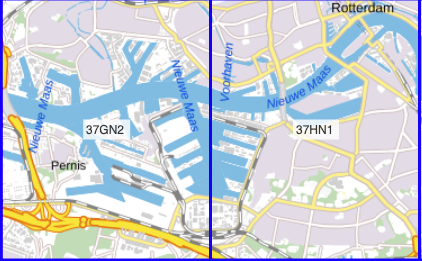 Rotterdam
Voorhaven
Nieuwe Maas
Nieuwe Maas
Nieuwe Maas
37GN2
37HN1
Pernis